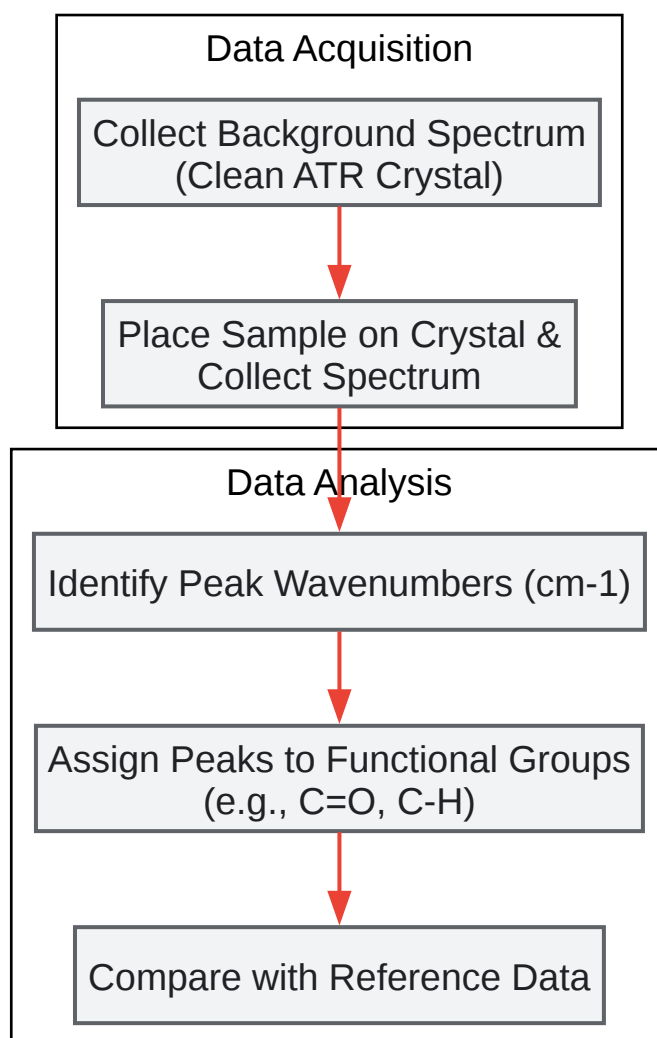 Data Acquisition
Collect Background Spectrum
(Clean ATR Crystal)
Place Sample on Crystal &
Collect Spectrum
Data Analysis
Identify Peak Wavenumbers (cm-1)
Assign Peaks to Functional Groups
(e.g., C=O, C-H)
Compare with Reference Data